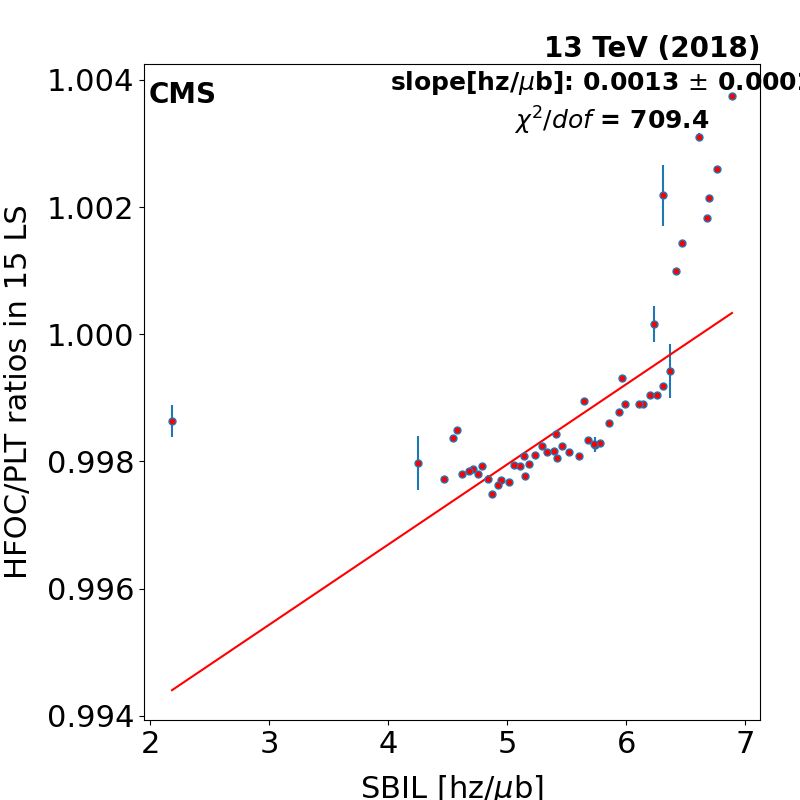 13 TeV (2018)
CMS
slope[hz/μb]: 0.0013 ± 0.000
χ²/dof = 709.4
HFOC/PLT ratios in 15 LS
1.004
1.002
1.000
0.998
0.996
0.994
2 3 4 5 6 7
SBIL [hz/μb]